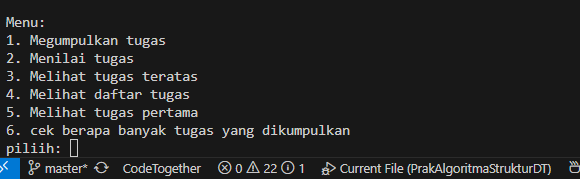 Menu:
1. Megumpulkan tugas
2. Menilai tugas
3. Melihat tugas teratas
4. Melihat daftar tugas
5. Melihat tugas pertama
6. cek berapa banyak tugas yang dikumpulkan
piliih:
master* CodeTogether 0 22 1 Current File (PrakAlgoritmaStrukturDT)